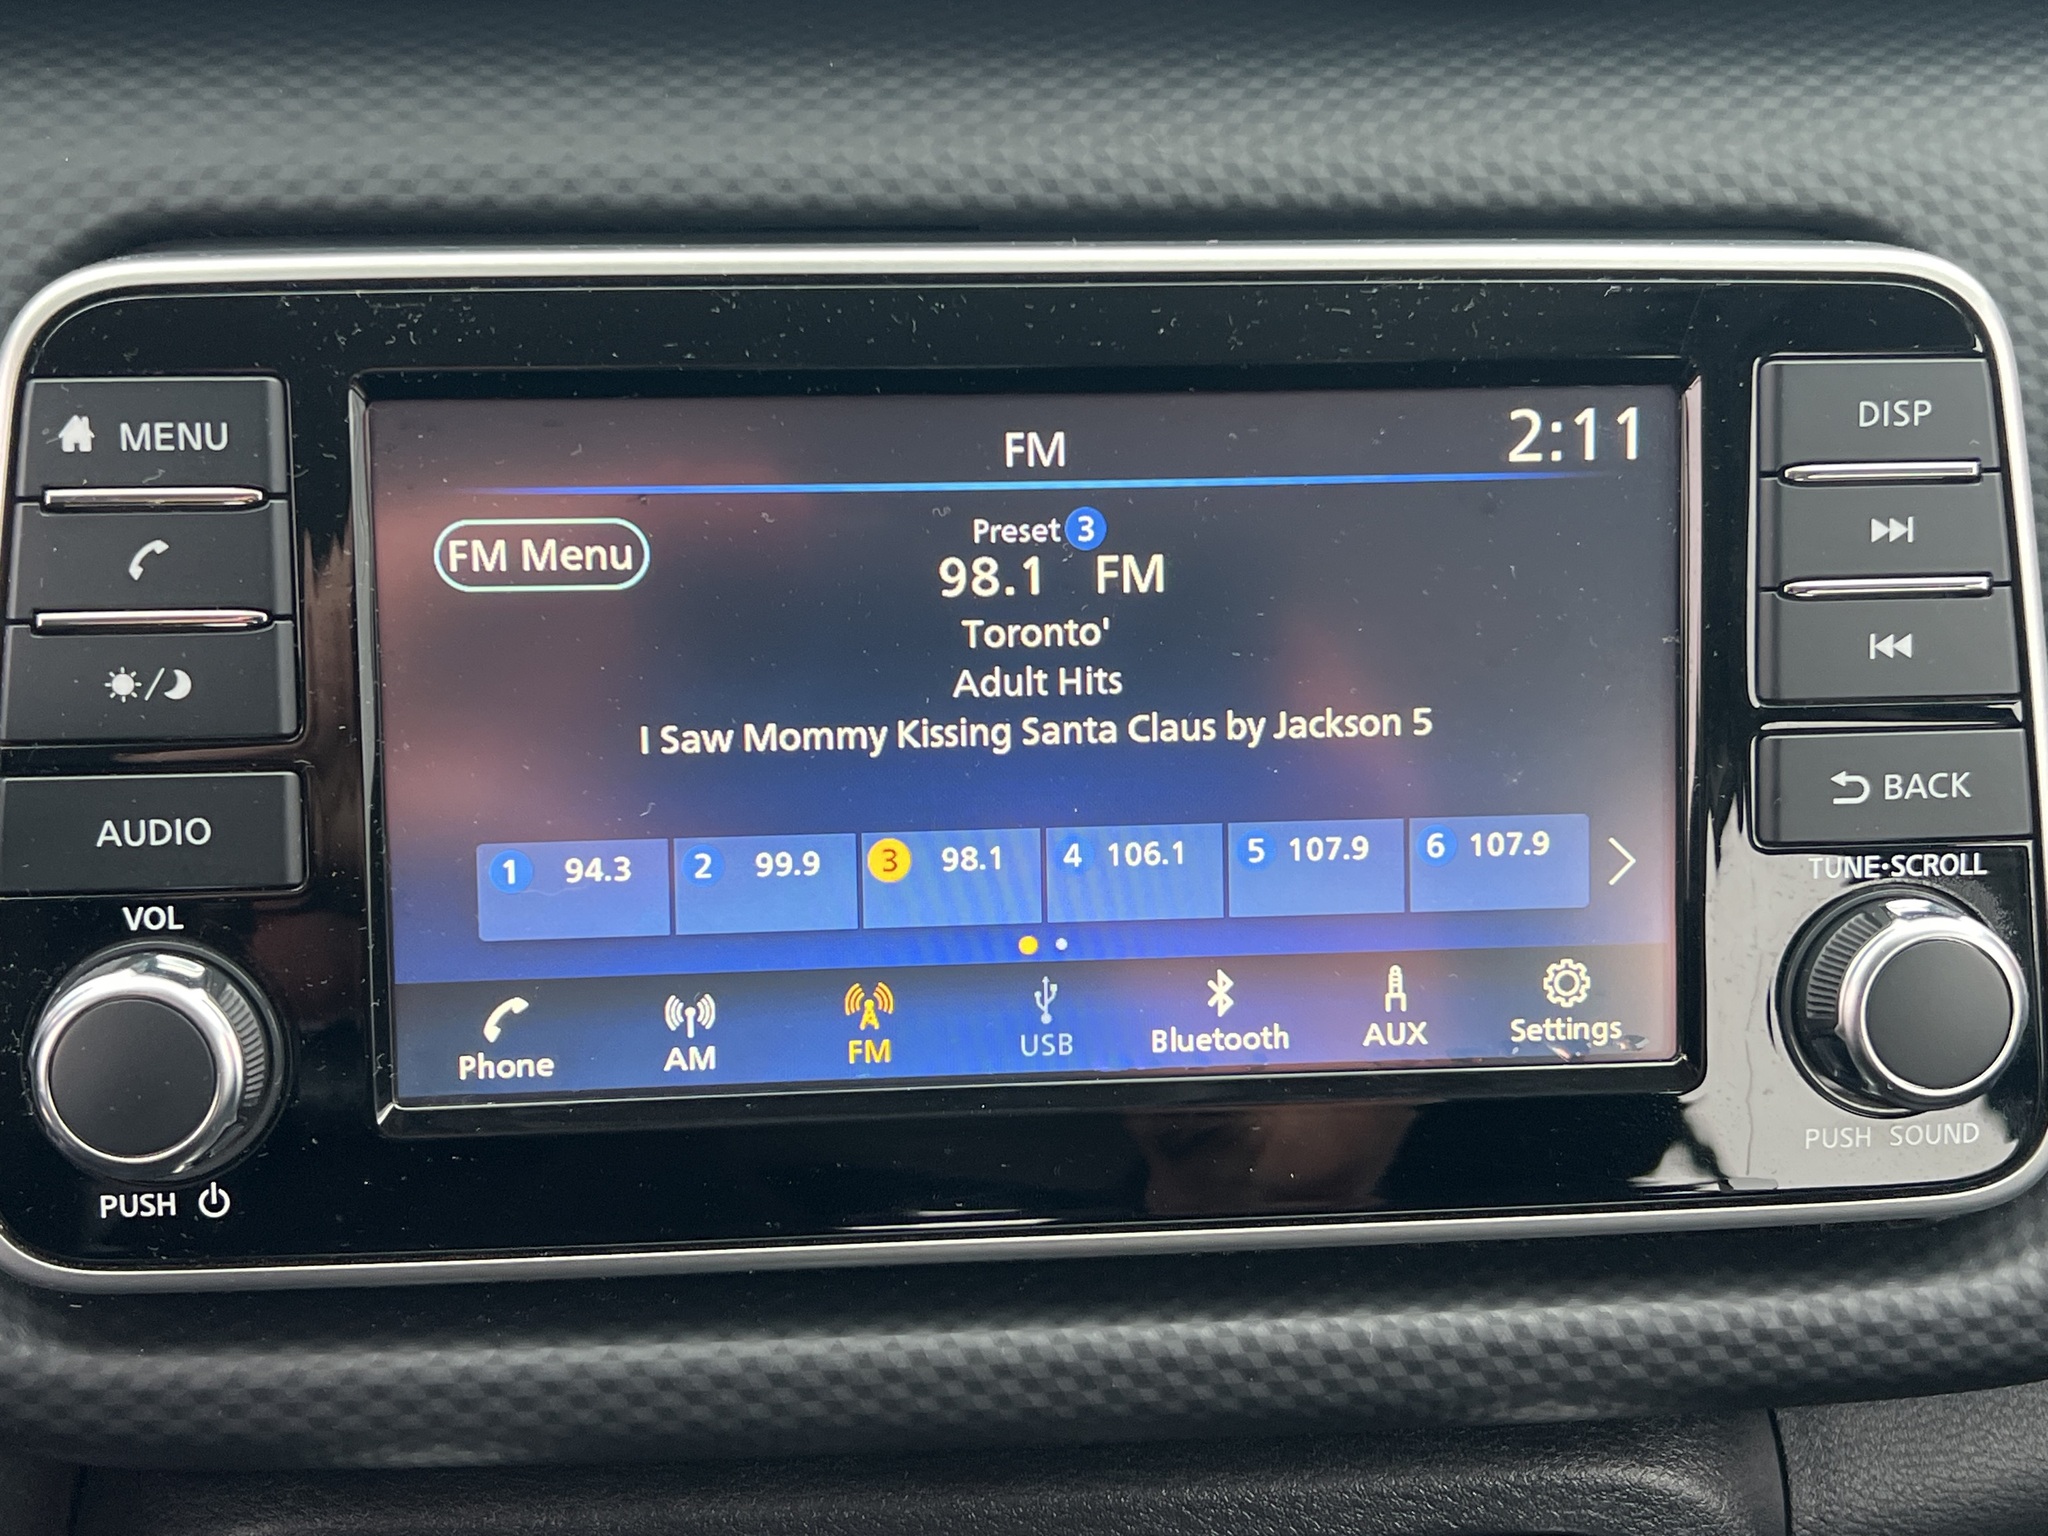 MENU
AUDIO
VOL
PUSH
FM
2:11
FM Menu
Preset 3
98.1 FM
Toronto'
Adult Hits
I Saw Mommy Kissing Santa Claus by Jackson 5
1 94.3 2 99.9 3 98.1 4 106.1 5 107.9 6 107.9
Phone AM FM USB Bluetooth AUX Settings
DISP
BACK
TUNE·SCROLL
PUSH SOUND